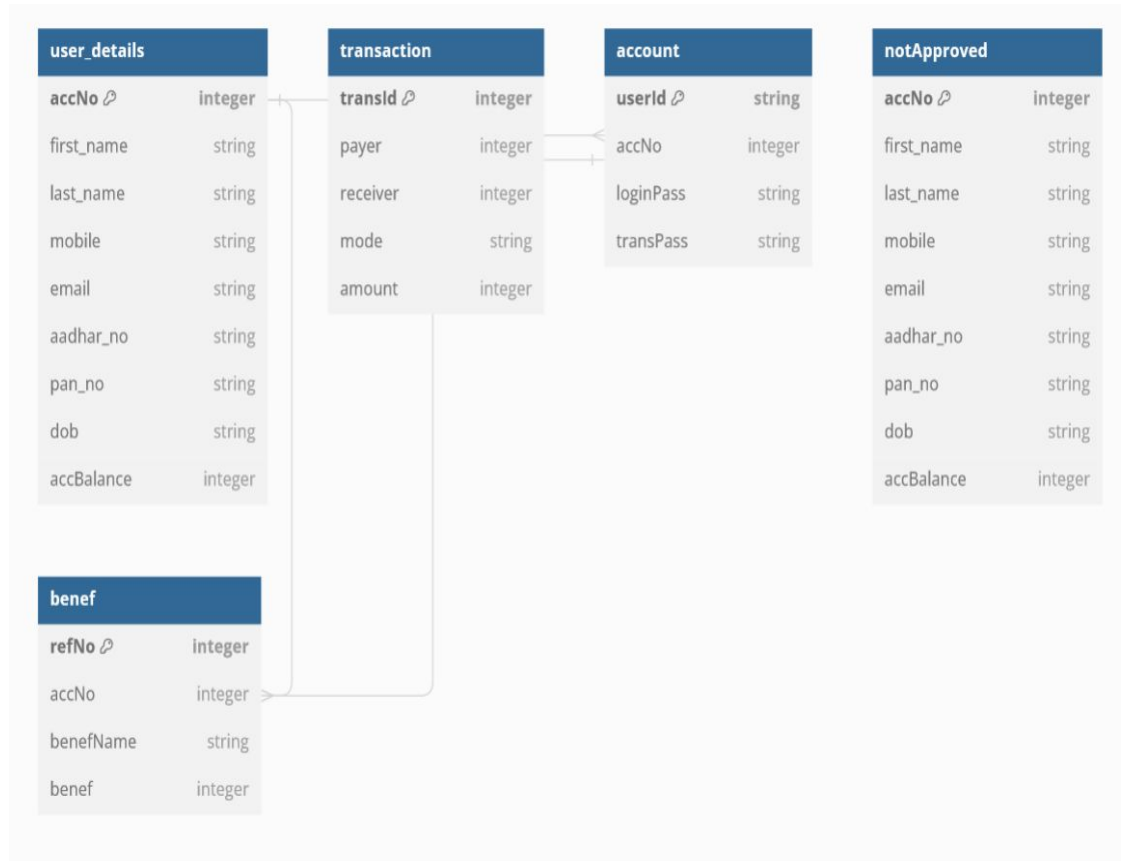 user_details
accNo integer
first_name string
last_name string
mobile string
email string
aadhar_no string
pan_no string
dob string
accBalance integer
transaction
transId integer
payer integer
receiver integer
mode string
amount integer
account
userId string
accNo integer
loginPass string
transPass string
notApproved
accNo integer
first_name string
last_name string
mobile string
email string
aadhar_no string
pan_no string
dob string
accBalance integer
benef
refNo integer
accNo integer
benefName string
benef integer